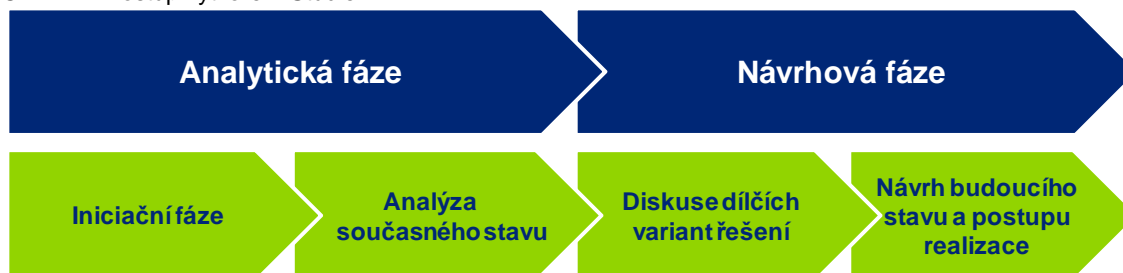 Analytická fáze
Návrhová fáze
Iniciační fáze
Analýza
současného stavu
Diskuse dílčích
variant řešení
Návrh budoucího
stavu a postupu
realizace